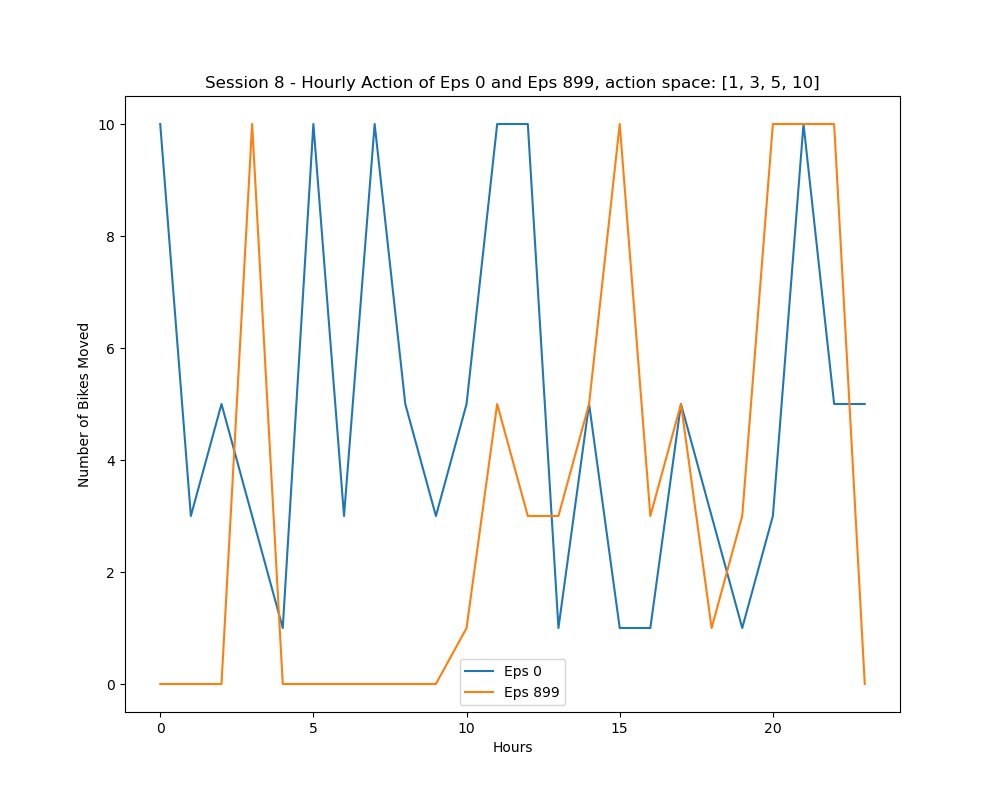 Session 8 - Hourly Action of Eps 0 and Eps 899, action space: [1, 3, 5, 10]
Number of Bikes Moved
10
8
6
4
2
0
Eps 0
Eps 899
0 5 10 15 20
Hours